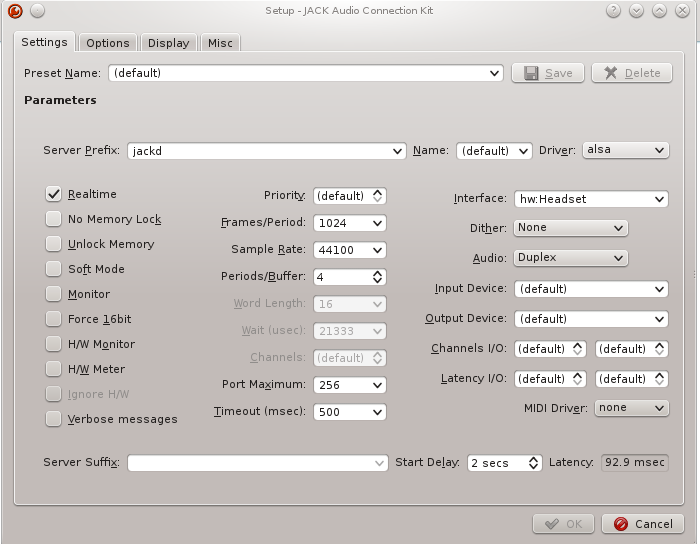 Setup - JACK Audio Connection Kit
Settings Options Display Misc
Preset Name: (default) Save Delete
Parameters
Server Prefix: jackd Name: (default) Driver: alsa
Realtime Priority: (default) Interface: hw:Headset
No Memory Lock Frames/Period: 1024 Dither: None
Unlock Memory Sample Rate: 44100 Audio: Duplex
Soft Mode Periods/Buffer: 4 Input Device: (default)
Monitor Word Length: 16 Output Device: (default)
Force 16bit Wait (usec): 21333 Channels I/O: (default) (default)
H/W Monitor Channels: (default) Latency I/O: (default) (default)
H/W Meter Port Maximum: 256 MIDI Driver: none
Ignore H/W Timeout (msec): 500
Verbose messages
Server Suffix: Start Delay: 2 secs Latency: 92.9 msec
OK Cancel